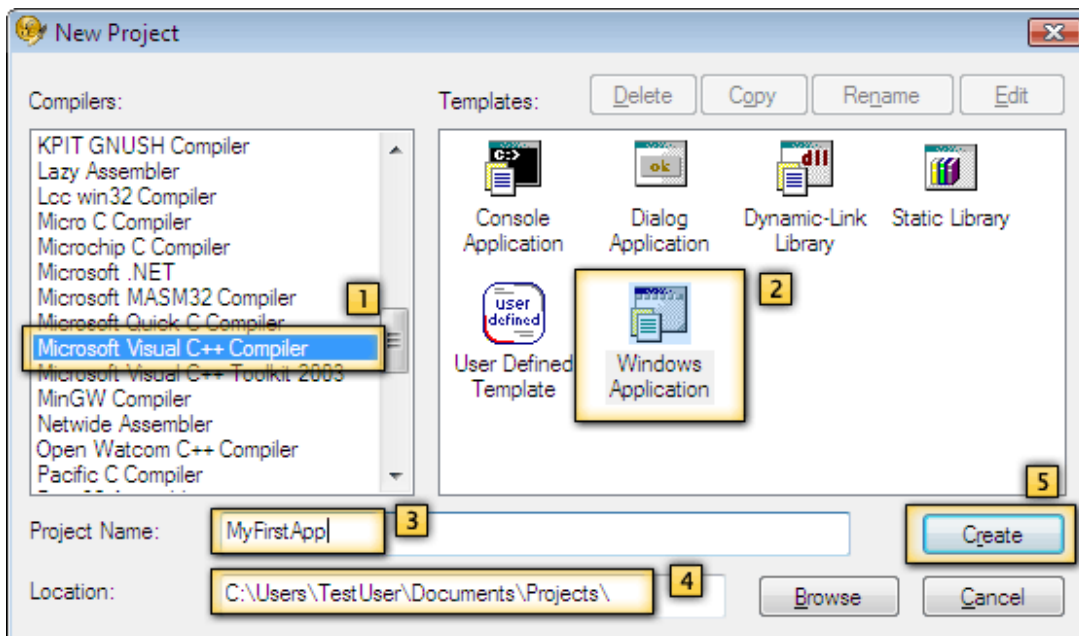 New Project
Compilers:
Templates:
Delete
Copy
Rename
Edit
KPIT GNUSH Compiler
Lazy Assembler
Lcc win32 Compiler
Micro C Compiler
Microchip C Compiler
Microsoft .NET
Microsoft MASM32 Compiler
Microsoft Quick C Compiler
Microsoft Visual C++ Compiler
Microsoft Visual C++ Toolkit 2003
MinGW Compiler
Netwide Assembler
Open Watcom C++ Compiler
Pacific C Compiler
1
C:\>
ok
dll
Console
Application
Dialog
Application
Dynamic-Link
Library
Static Library
user
defined
2
User Defined
Template
Windows
Application
Project Name:
MyFirstApp
3
5
Create
Location:
C:\Users\TestUser\Documents\Projects\
4
Browse
Cancel